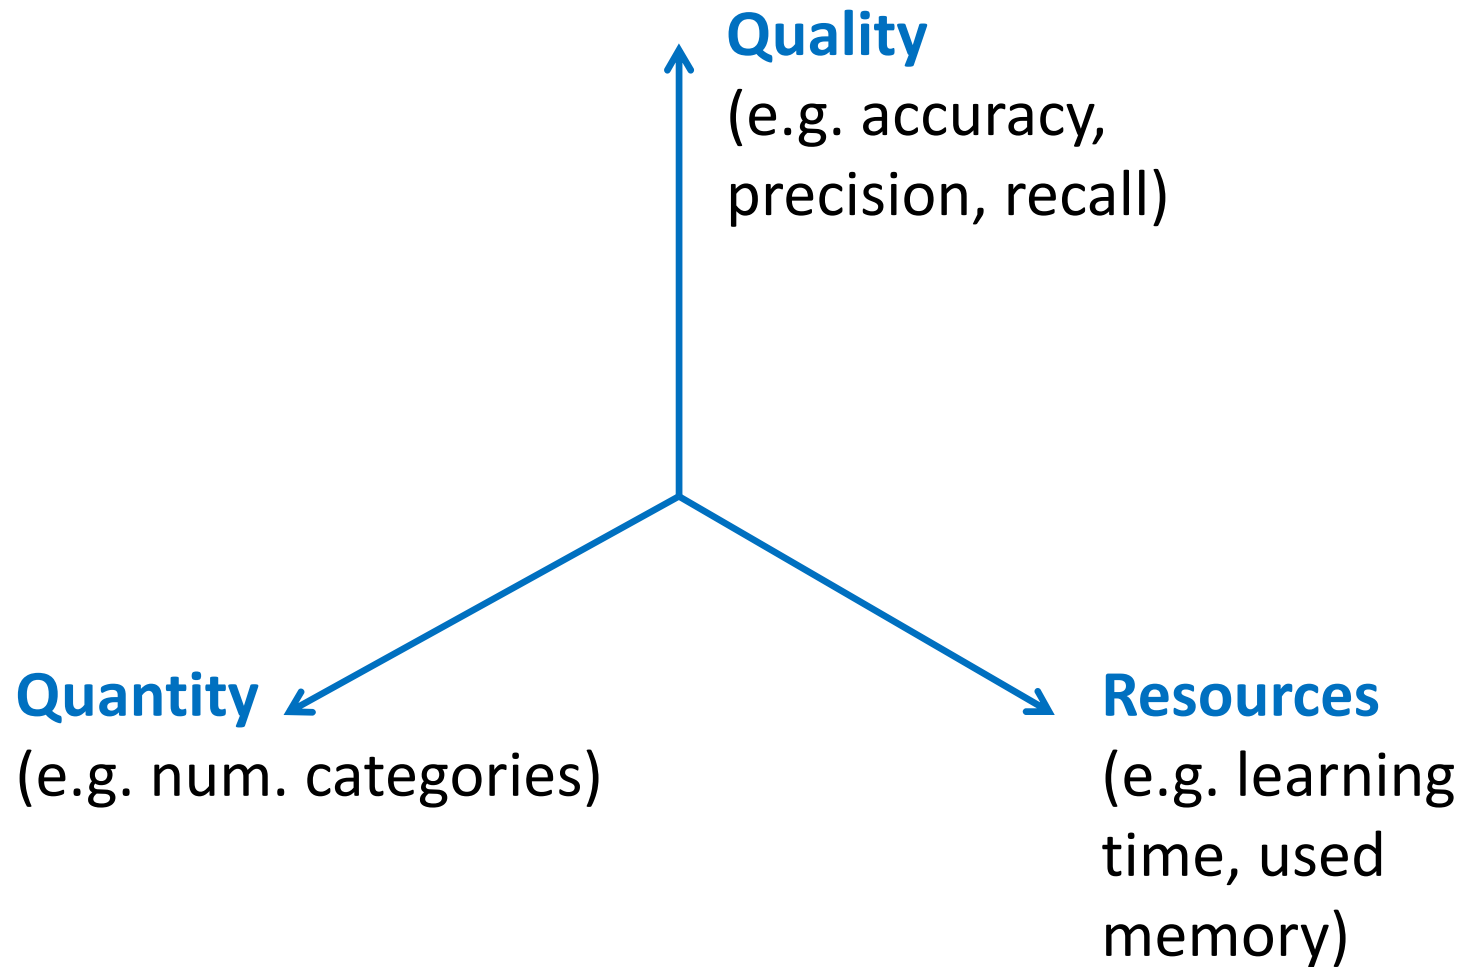 Quality
(e.g. accuracy,
precision, recall)
Quantity
(e.g. num. categories)
Resources
(e.g. learning
time, used
memory)